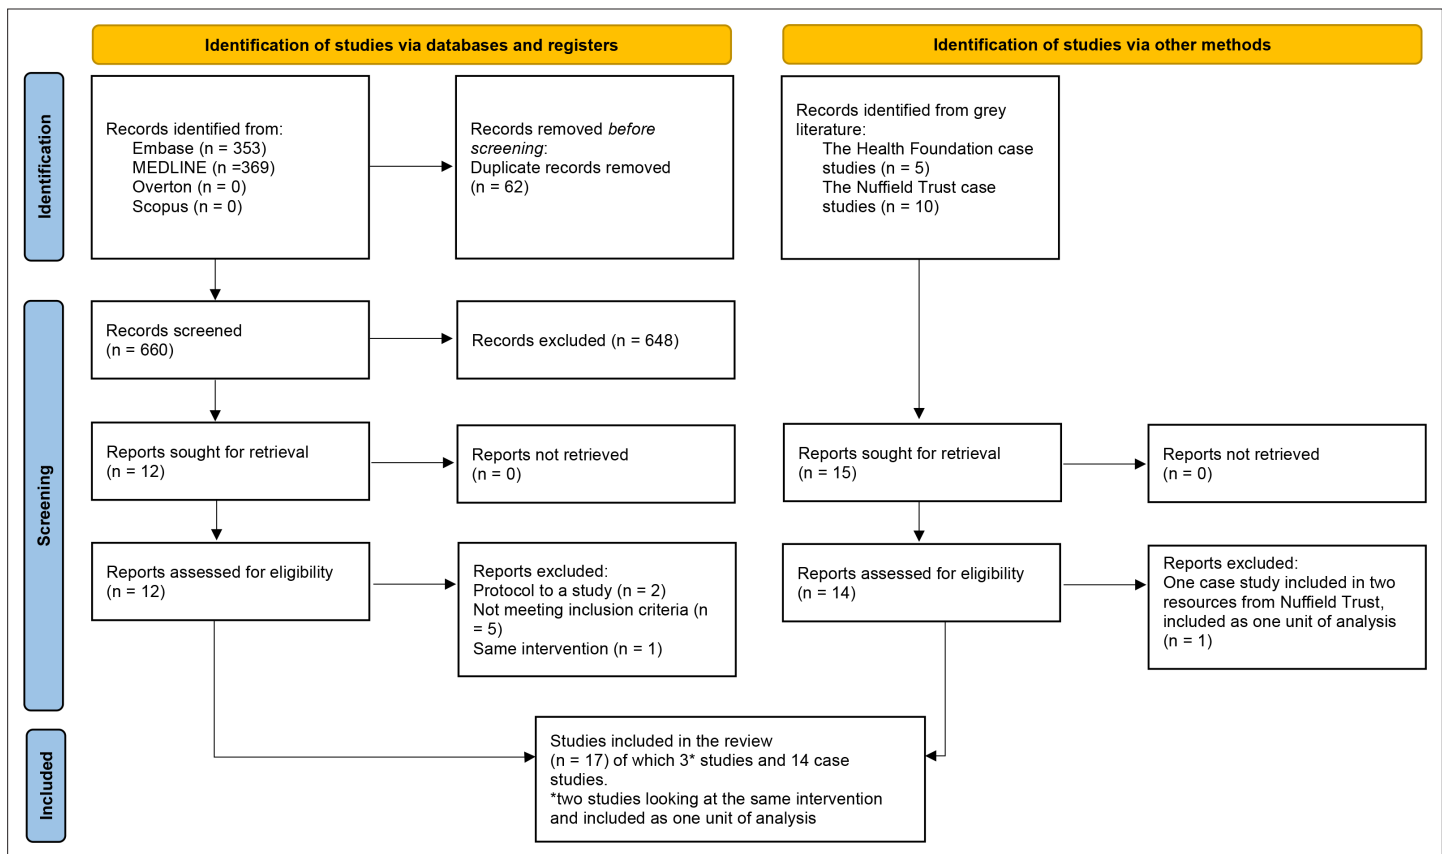 Identification of studies via databases and registers
Identification of studies via other methods
Identification
Records identified from:
Embase (n = 353)
MEDLINE (n =369)
Overton (n = 0)
Scopus (n = 0)
Records removed before
screening:
Duplicate records removed
(n = 62)
Records identified from grey
literature:
The Health Foundation case
studies (n = 5)
The Nuffield Trust case
studies (n = 10)
Screening
Records screened
(n = 660)
Records excluded (n = 648)
Reports sought for retrieval
(n = 12)
Reports not retrieved
(n = 0)
Reports sought for retrieval
(n = 15)
Reports not retrieved
(n = 0)
Reports assessed for eligibility
(n = 12)
Reports excluded:
Protocol to a study (n = 2)
Not meeting inclusion criteria (n
= 5)
Same intervention (n = 1)
Reports assessed for eligibility
(n = 14)
Reports excluded:
One case study included in two
resources from Nuffield Trust,
included as one unit of analysis
(n = 1)
Included
Studies included in the review
(n = 17) of which 3* studies and 14 case
studies.
*two studies looking at the same intervention
and included as one unit of analysis